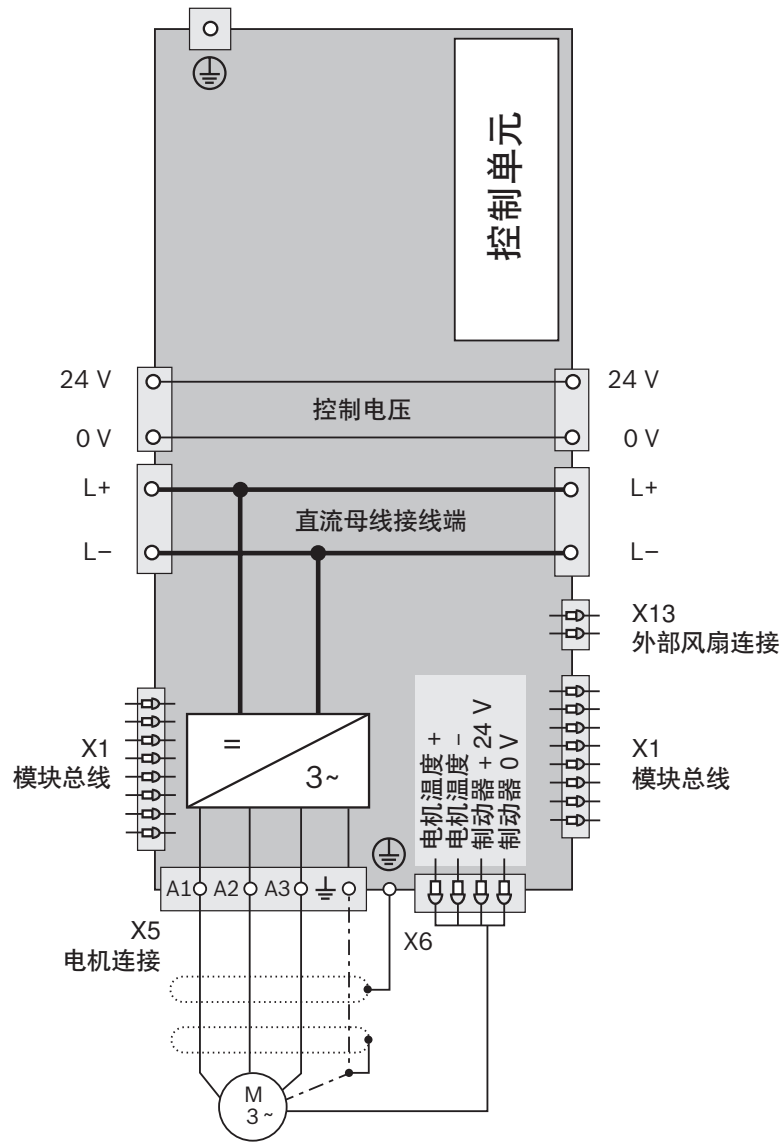 控制单元
24 V
24 V
控制电压
0 V
0 V
L+
L+
直流母线接线端
L−
L−
X13
外部风扇连接
X1
模块总线
=
3~
电机温度 +
电机温度 −
制动器 + 24 V
制动器 0 V
X1
模块总线
A1
A2
A3
X5
电机连接
X6
M
3~